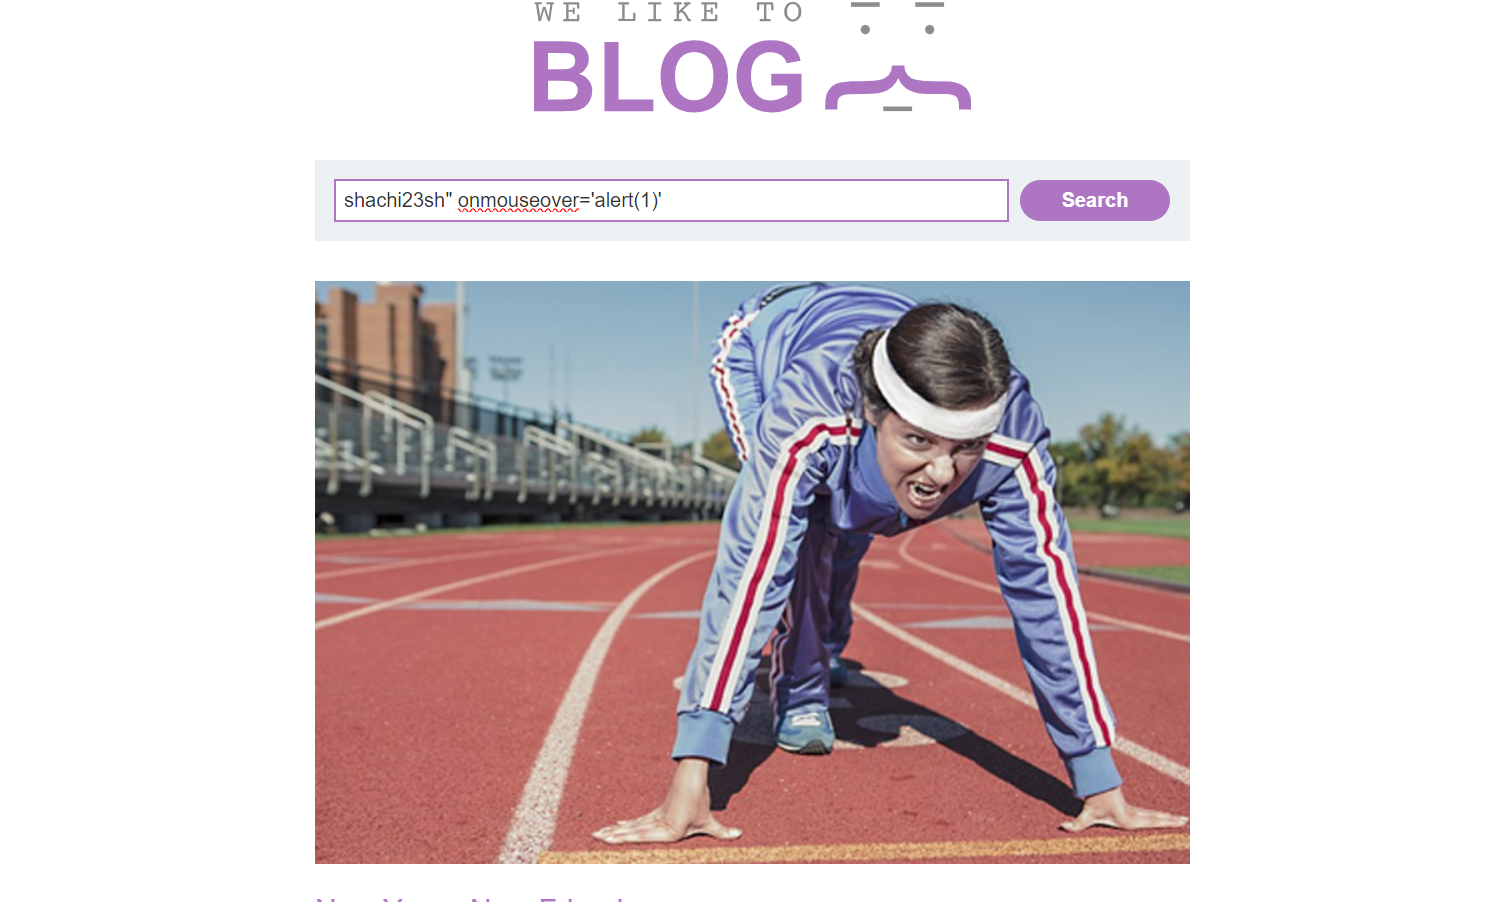 WE LIKE TO
BLOG
shachi23sh" onmouseover='alert(1)'
Search